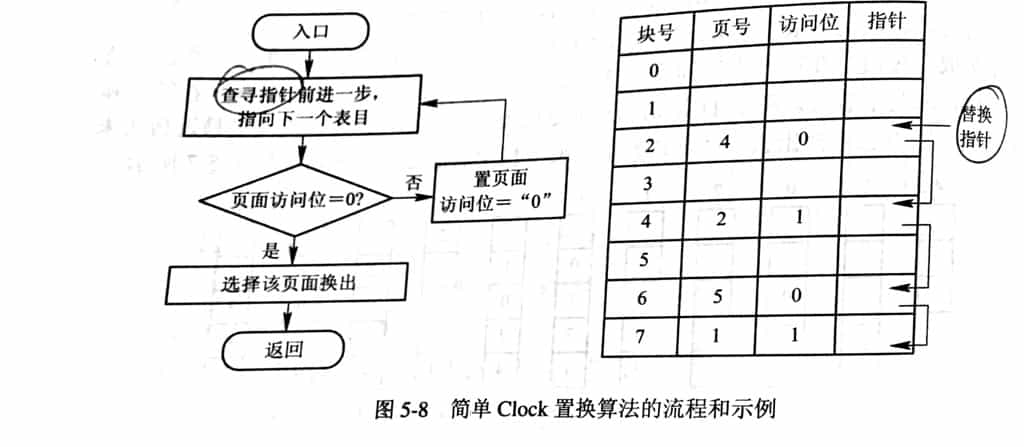 入口
查寻指针前进一步，
指向下一个表目
页面访问位=0?
否
置页面
访问位="0"
是
选择该页面换出
返回
块号 页号 访问位 指针
0
1
2 4 0
3
4 2 1
5
6 5 0
7 1 1
替换
指针
图 5-8 简单 Clock 置换算法的流程和示例